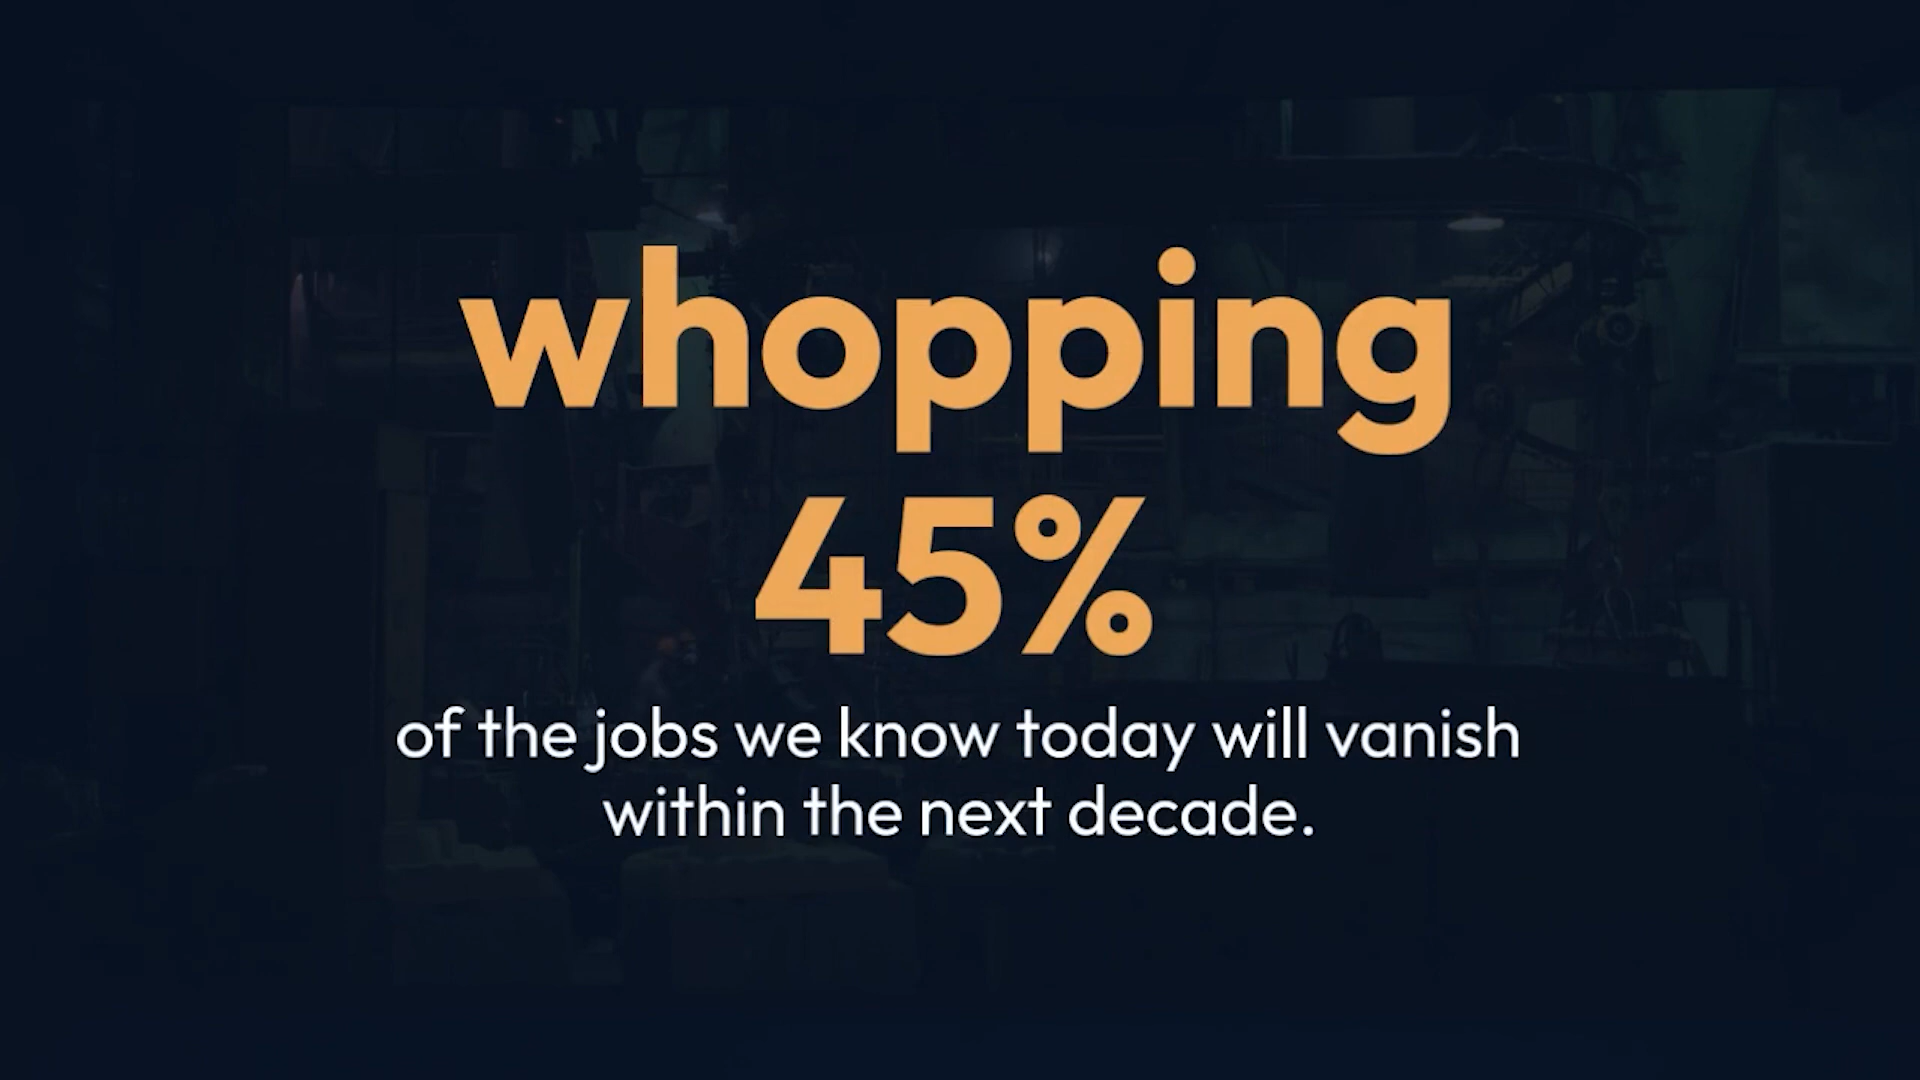 whopping
45%
of the jobs we know today will vanish
within the next decade.